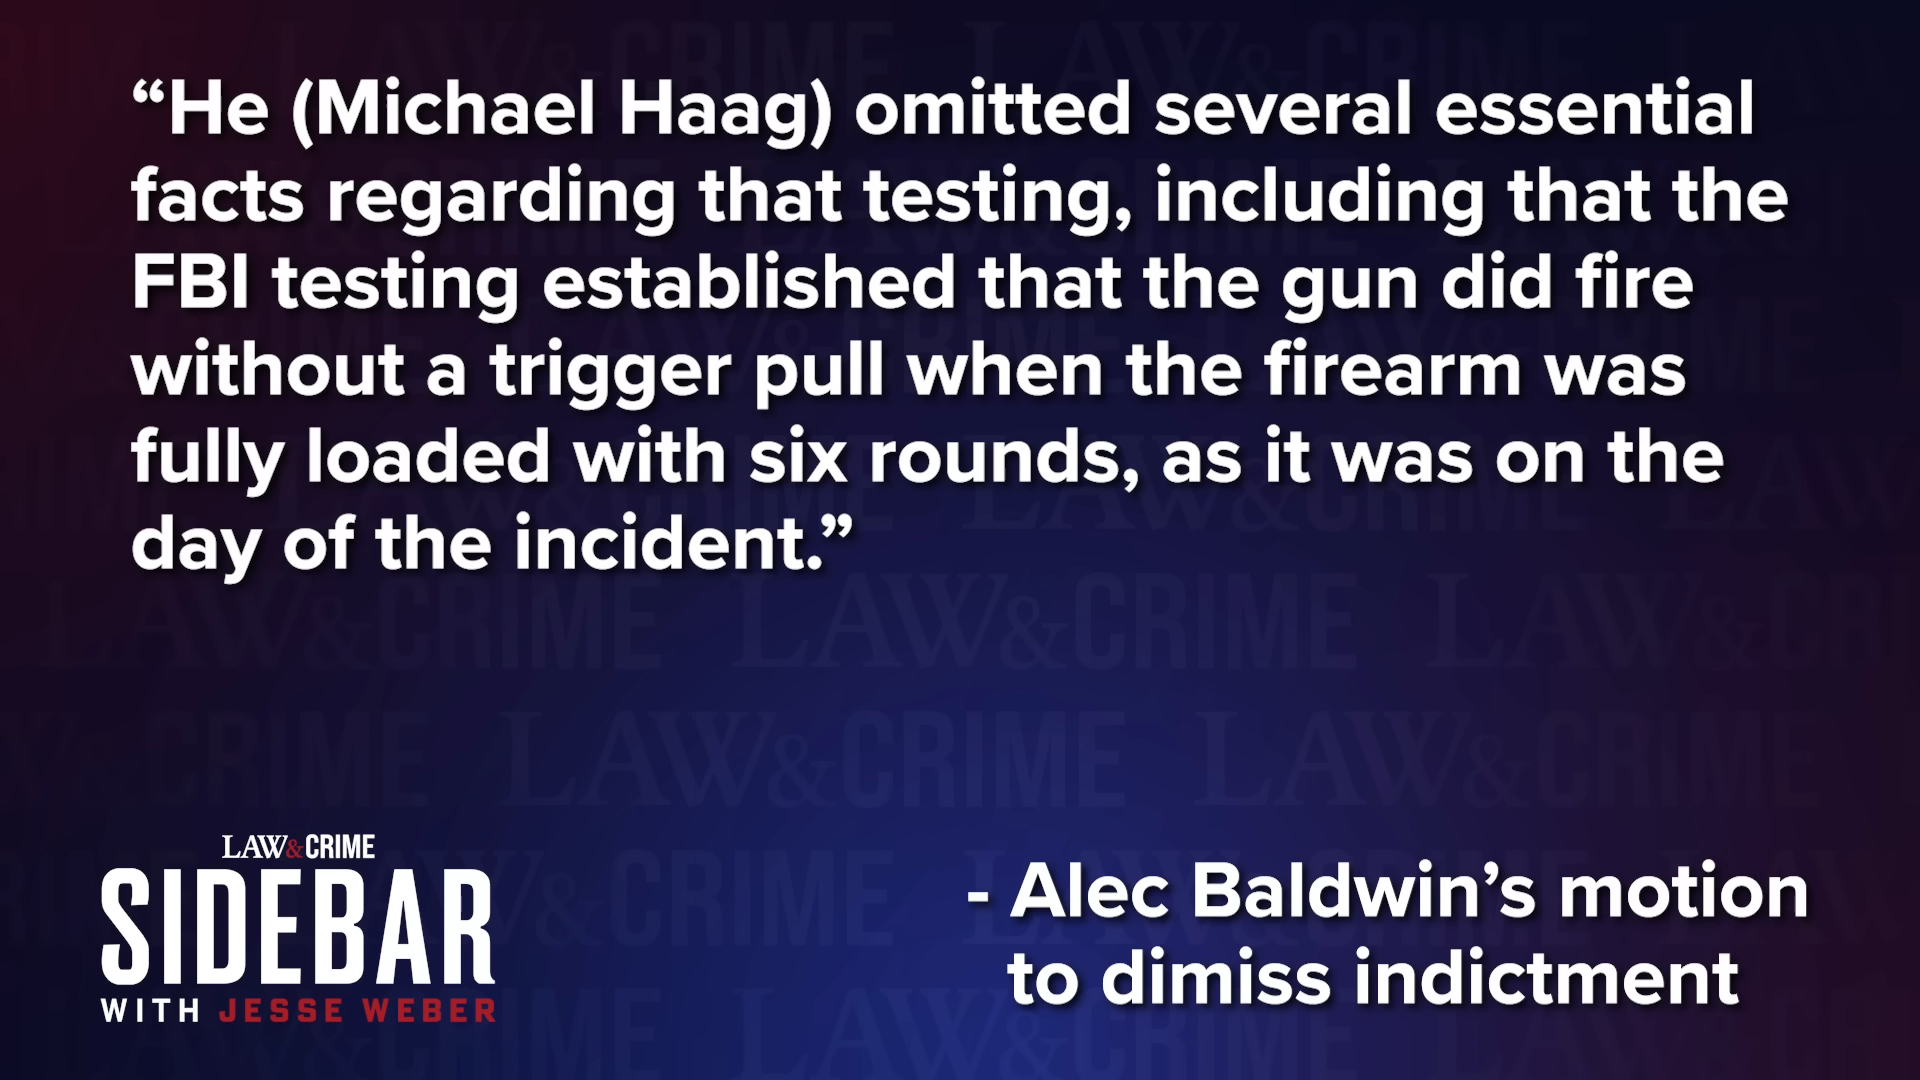 “He (Michael Haag) omitted several essential
facts regarding that testing, including that the
FBI testing established that the gun did fire
without a trigger pull when the firearm was
fully loaded with six rounds, as it was on the
day of the incident.”
LAW&CRIME
SIDEBAR
WITH JESSE WEBER
- Alec Baldwin’s motion
to dimiss indictment